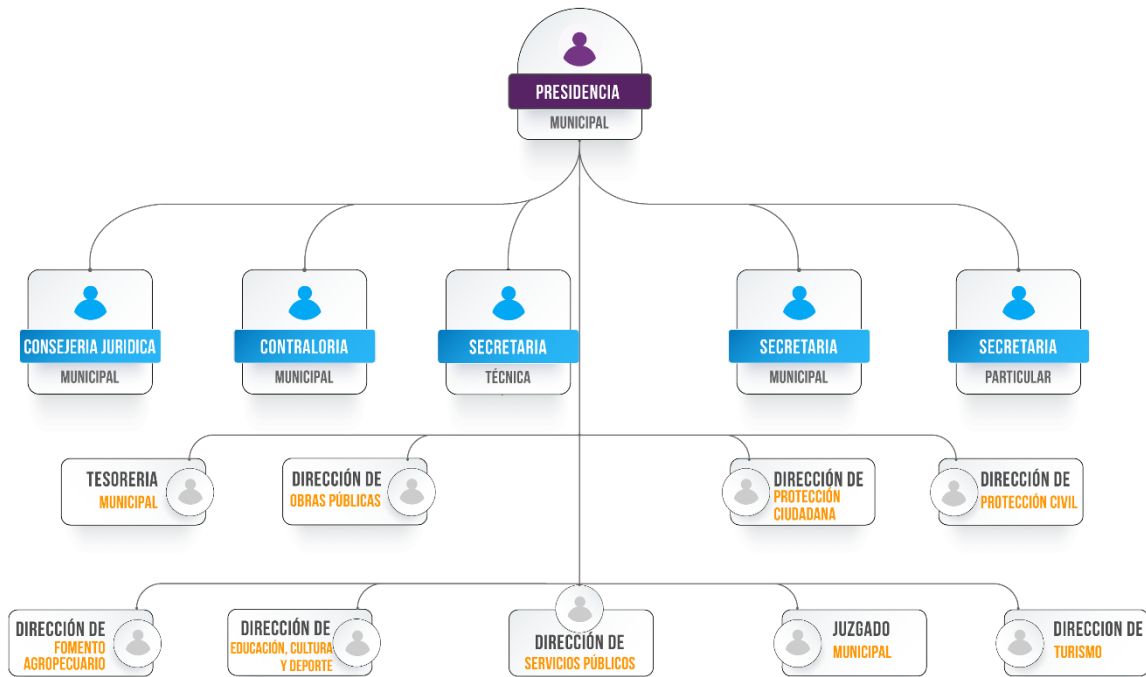 PRESIDENCIA
MUNICIPAL
CONSEJERIA JURIDICA
MUNICIPAL
CONTRALORIA
MUNICIPAL
SECRETARIA
TÉCNICA
SECRETARIA
MUNICIPAL
SECRETARIA
PARTICULAR
TESORERIA
MUNICIPAL
DIRECCIÓN DE
OBRAS PÚBLICAS
DIRECCIÓN DE
PROTECCIÓN
CIUDADANA
DIRECCIÓN DE
PROTECCIÓN CIVIL
DIRECCIÓN DE
FOMENTO
AGROPECUARIO
DIRECCIÓN DE
EDUCACIÓN, CULTURA
Y DEPORTE
DIRECCIÓN DE
SERVICIOS PÚBLICOS
JUZGADO
MUNICIPAL
DIRECCION DE
TURISMO